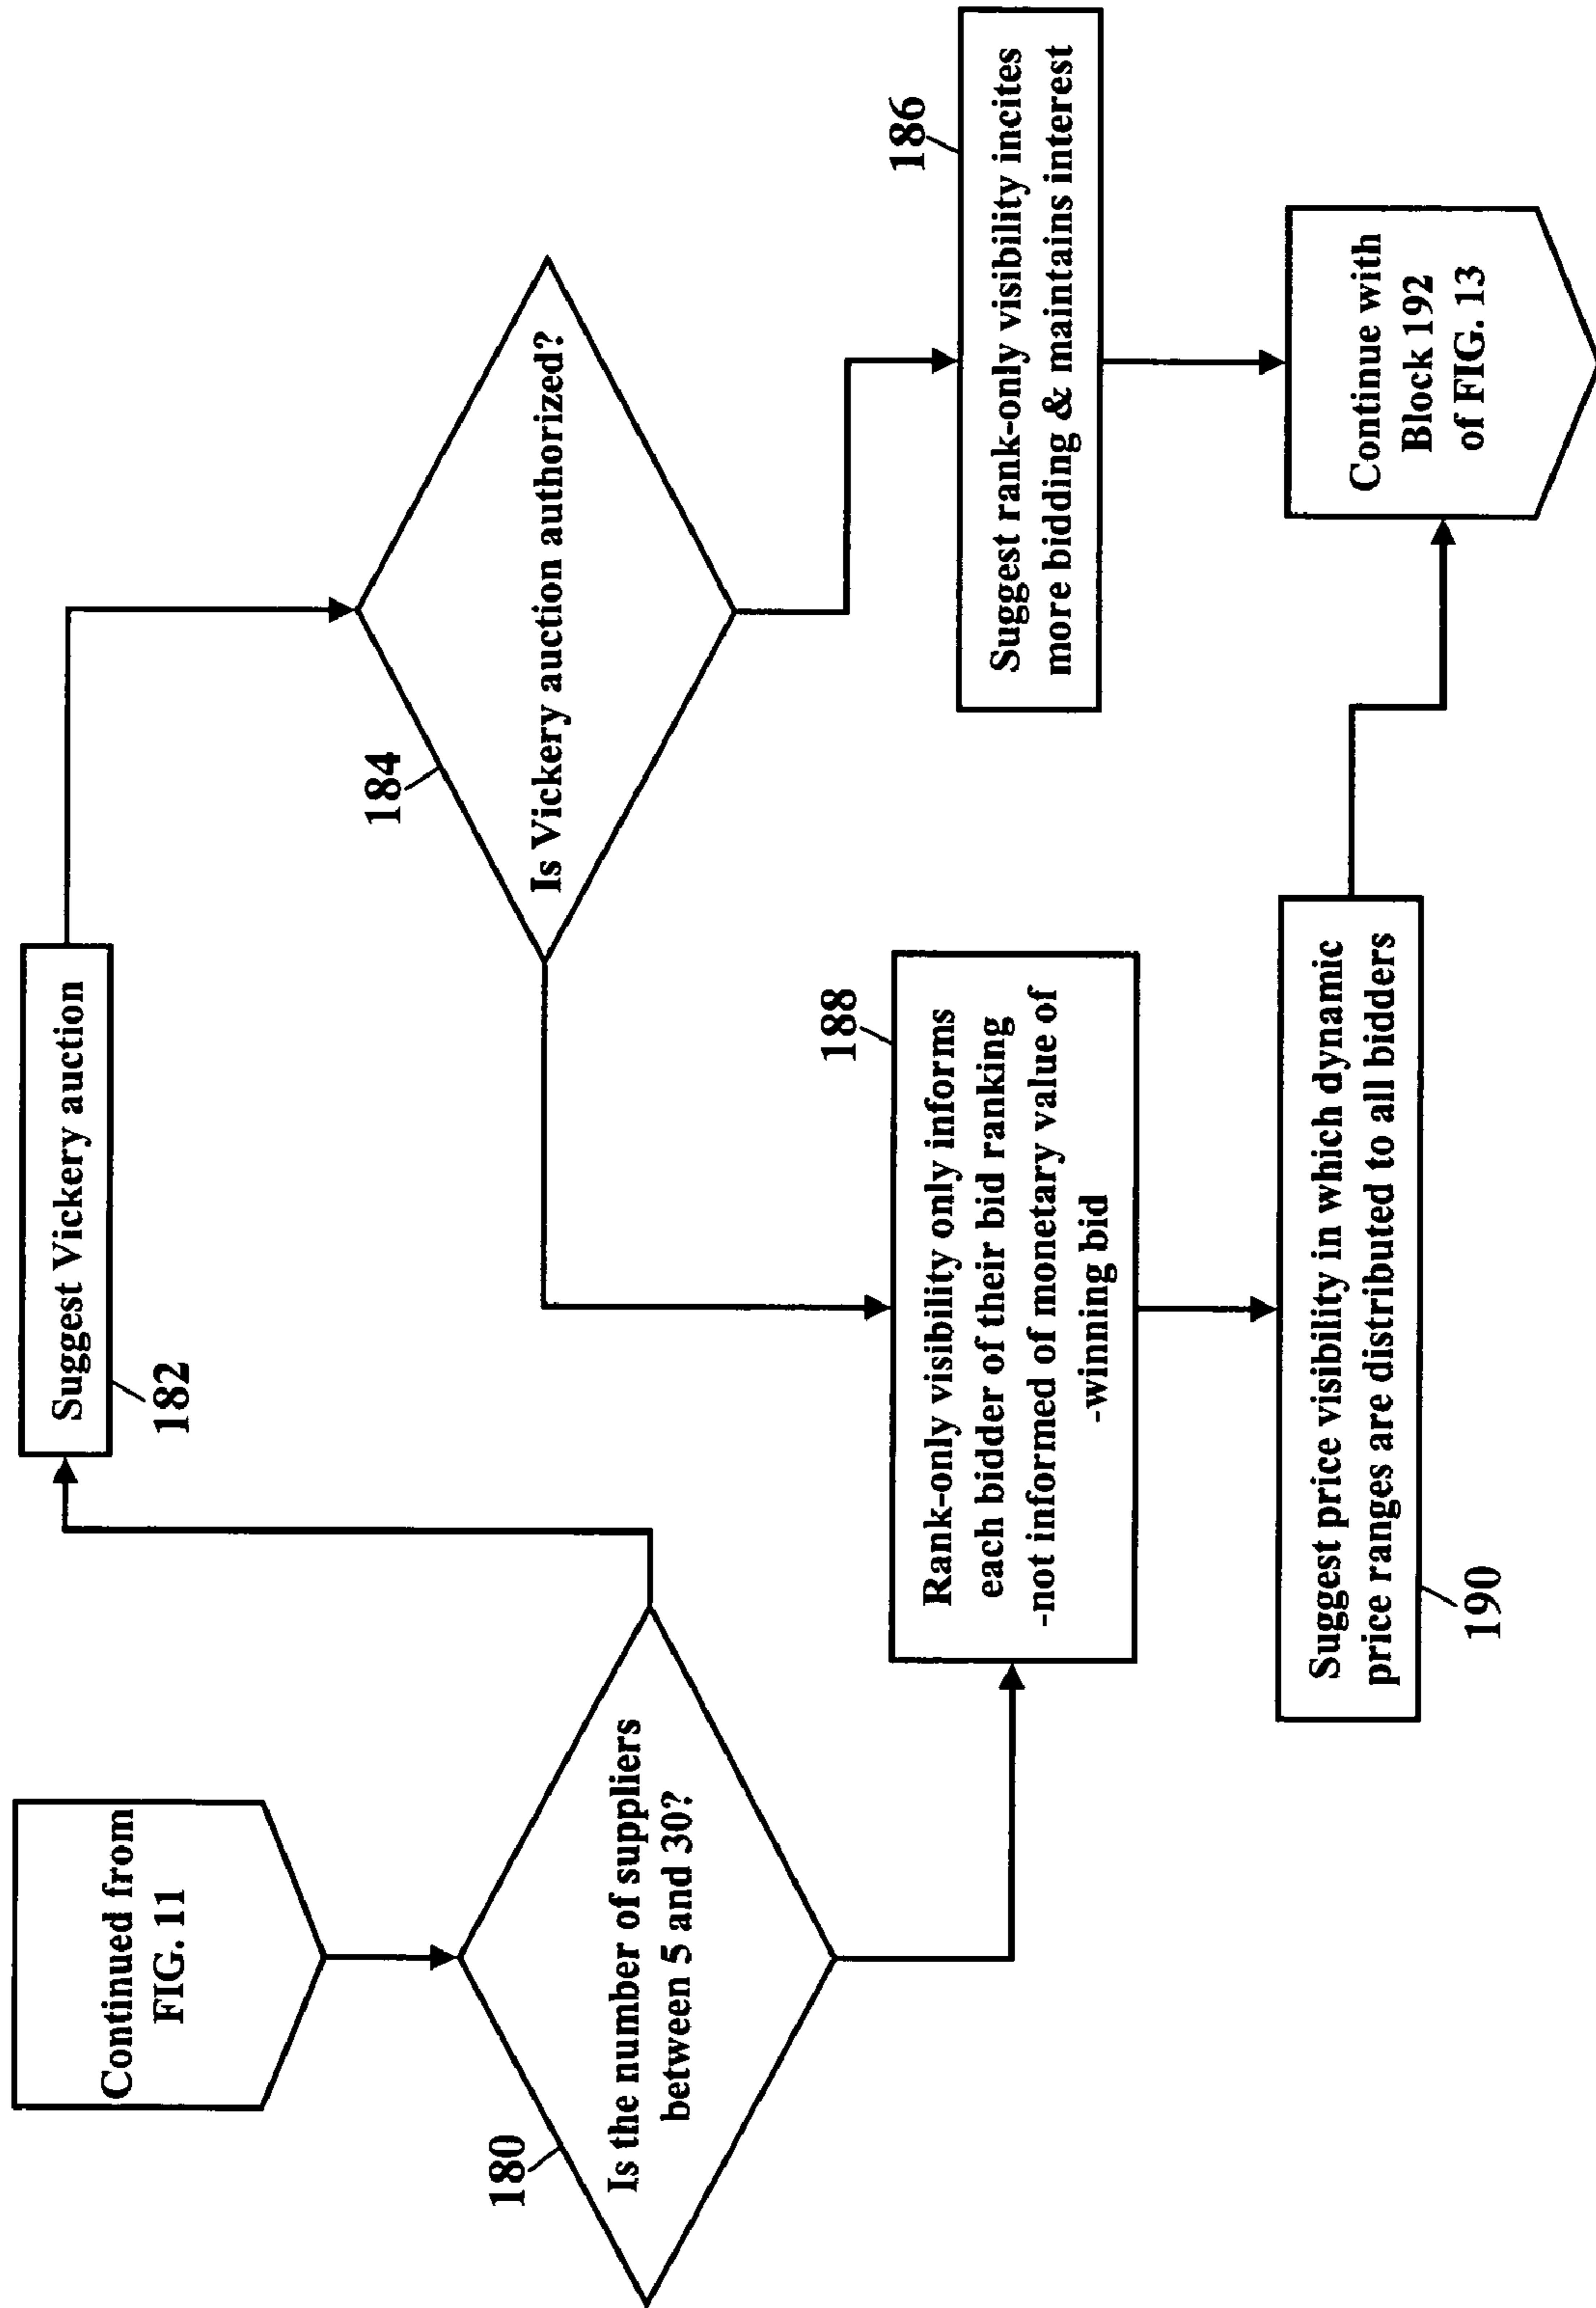 Continued from
FIG. 11
180
Is the number of suppliers
between 5 and 30?
Suggest Vickery auction
182
184
Is Vickery auction authorized?
186
Suggest rank-only visibility incites
more bidding & maintains interest
188
Rank-only visibility only informs
each bidder of their bid ranking
-not informed of monetary value of
-winning bid
Suggest price visibility in which dynamic
price ranges are distributed to all bidders
190
Continue with
Block 192
of FIG. 13